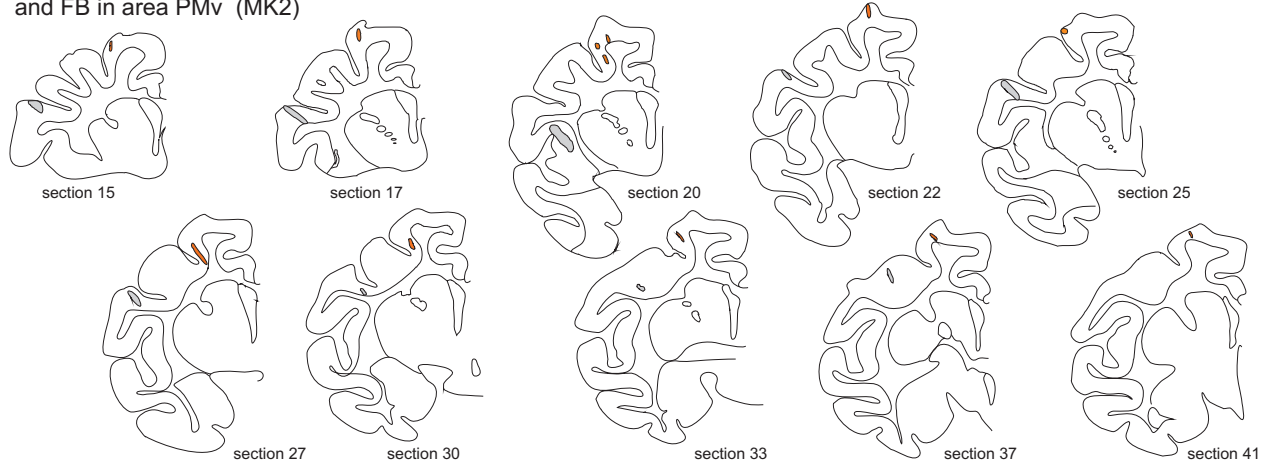 and FB in area PMv (MK2)
section 15
section 17
section 20
section 22
section 25
section 27
section 30
section 33
section 37
section 41